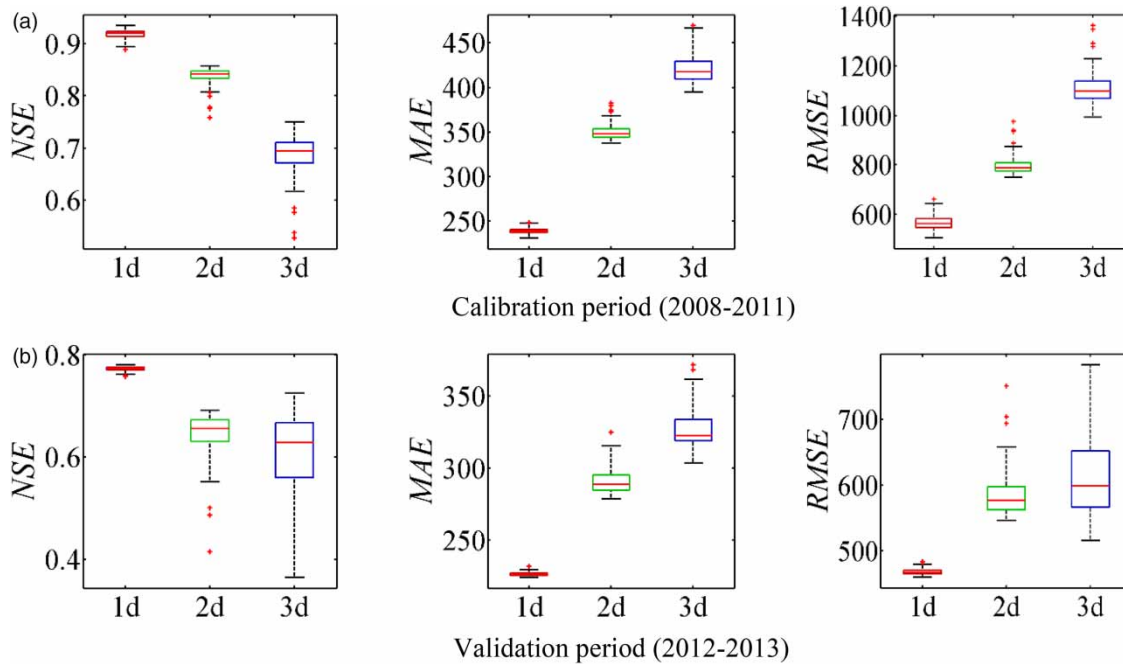 (a)
NSE
0.9
0.8
0.7
0.6
1d 2d 3d
MAE
450
400
350
300
250
1d 2d 3d
RMSE
1400
1200
1000
800
600
1d 2d 3d
Calibration period (2008-2011)
(b)
NSE
0.8
0.6
0.4
1d 2d 3d
MAE
350
300
250
1d 2d 3d
RMSE
700
600
500
1d 2d 3d
Validation period (2012-2013)